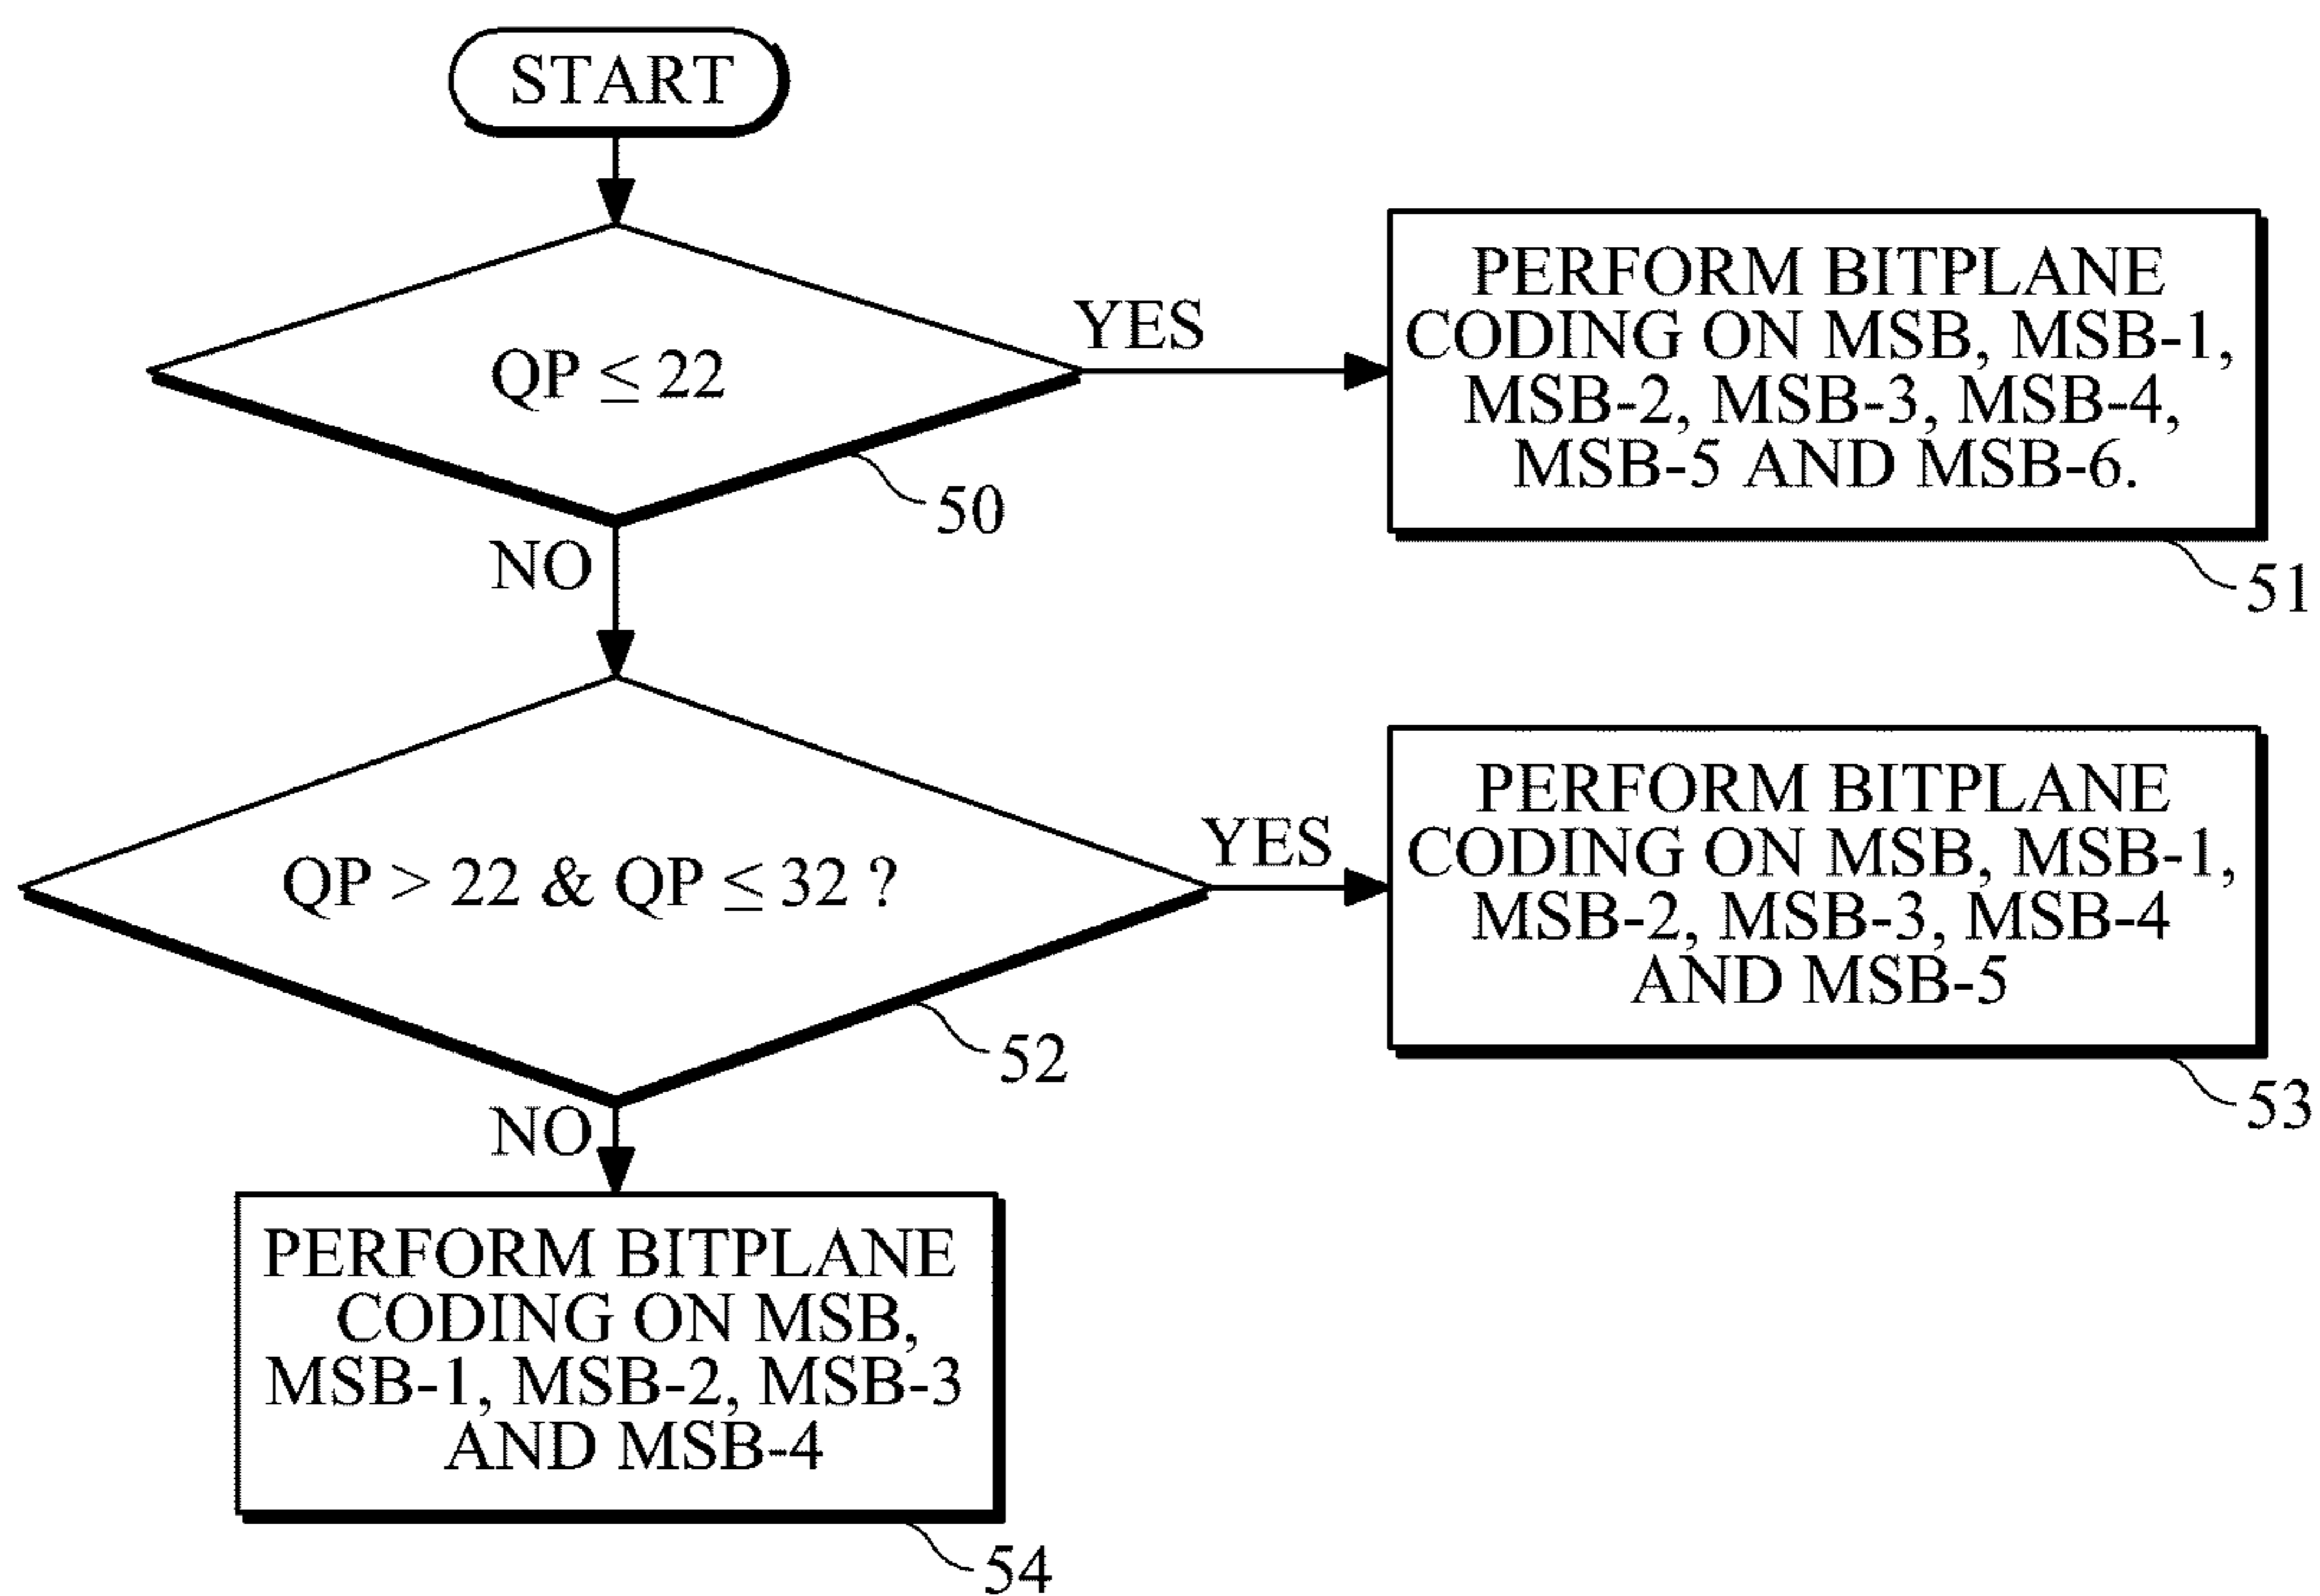 START
QP ≤ 22
YES
PERFORM BITPLANE
CODING ON MSB, MSB-1,
MSB-2, MSB-3, MSB-4,
MSB-5 AND MSB-6.
50
51
NO
QP > 22 & QP ≤ 32 ?
YES
PERFORM BITPLANE
CODING ON MSB, MSB-1,
MSB-2, MSB-3, MSB-4
AND MSB-5
52
53
NO
PERFORM BITPLANE
CODING ON MSB,
MSB-1, MSB-2, MSB-3
AND MSB-4
54